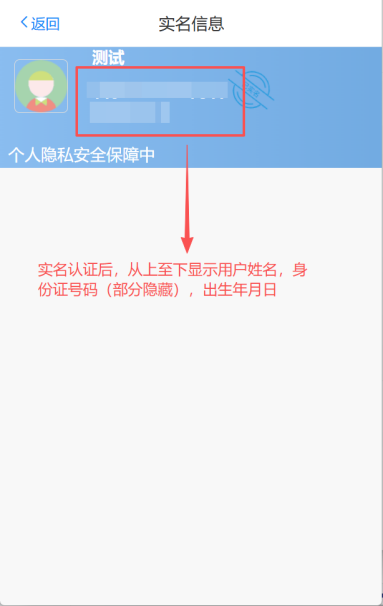 返回
实名信息
测试
个人隐私安全保障中
实名认证后，从上至下显示用户姓名，身
份证号码（部分隐藏），出生年月日